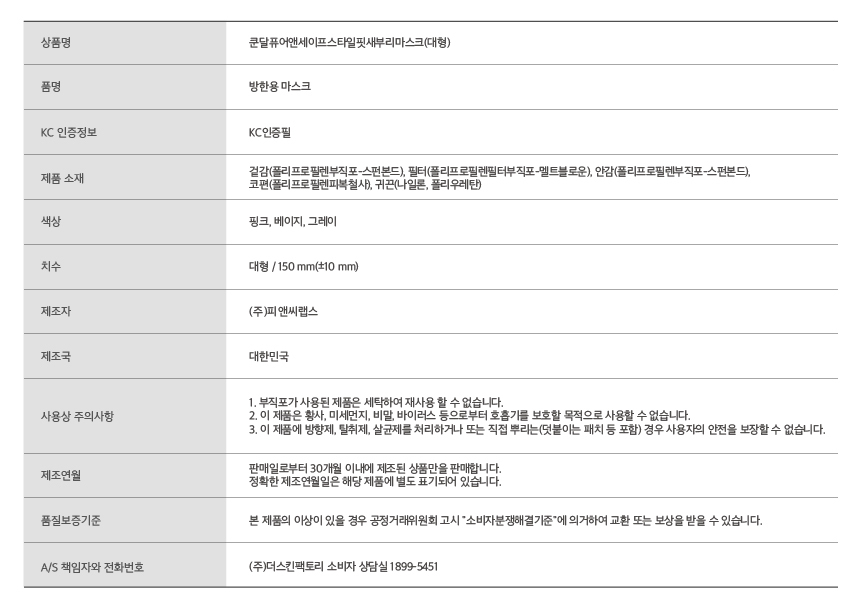 상품명
쿤달퓨어앤세이프스타일핏새부리마스크(대형)
품명
방한용 마스크
KC 인증정보
KC인증필
제품 소재
겉감(폴리프로필렌부직포-스펀본드), 필터(폴리프로필렌필터부직포-멜트블로운), 안감(폴리프로필렌부직포-스펀본드),
코편(폴리프로필렌피복철사), 귀끈(나일론, 폴리우레탄)
색상
핑크, 베이지, 그레이
치수
대형 / 150 mm(±10 mm)
제조자
(주)피앤씨랩스
제조국
대한민국
사용상 주의사항
1. 부직포가 사용된 제품은 세탁하여 재사용 할 수 없습니다.
2. 이 제품은 황사, 미세먼지, 비말, 바이러스 등으로부터 호흡기를 보호할 목적으로 사용할 수 없습니다.
3. 이 제품에 방향제, 탈취제, 살균제를 처리하거나 또는 직접 뿌리는(덧붙이는 패치 등 포함) 경우 사용자의 안전을 보장할 수 없습니다.
제조연월
판매일로부터 30개월 이내에 제조된 상품만을 판매합니다.
정확한 제조연월일은 해당 제품에 별도 표기되어 있습니다.
품질보증기준
본 제품의 이상이 있을 경우 공정거래위원회 고시 "소비자분쟁해결기준"에 의거하여 교환 또는 보상을 받을 수 있습니다.
A/S 책임자와 전화번호
(주)더스킨팩토리 소비자 상담실 1899-5451